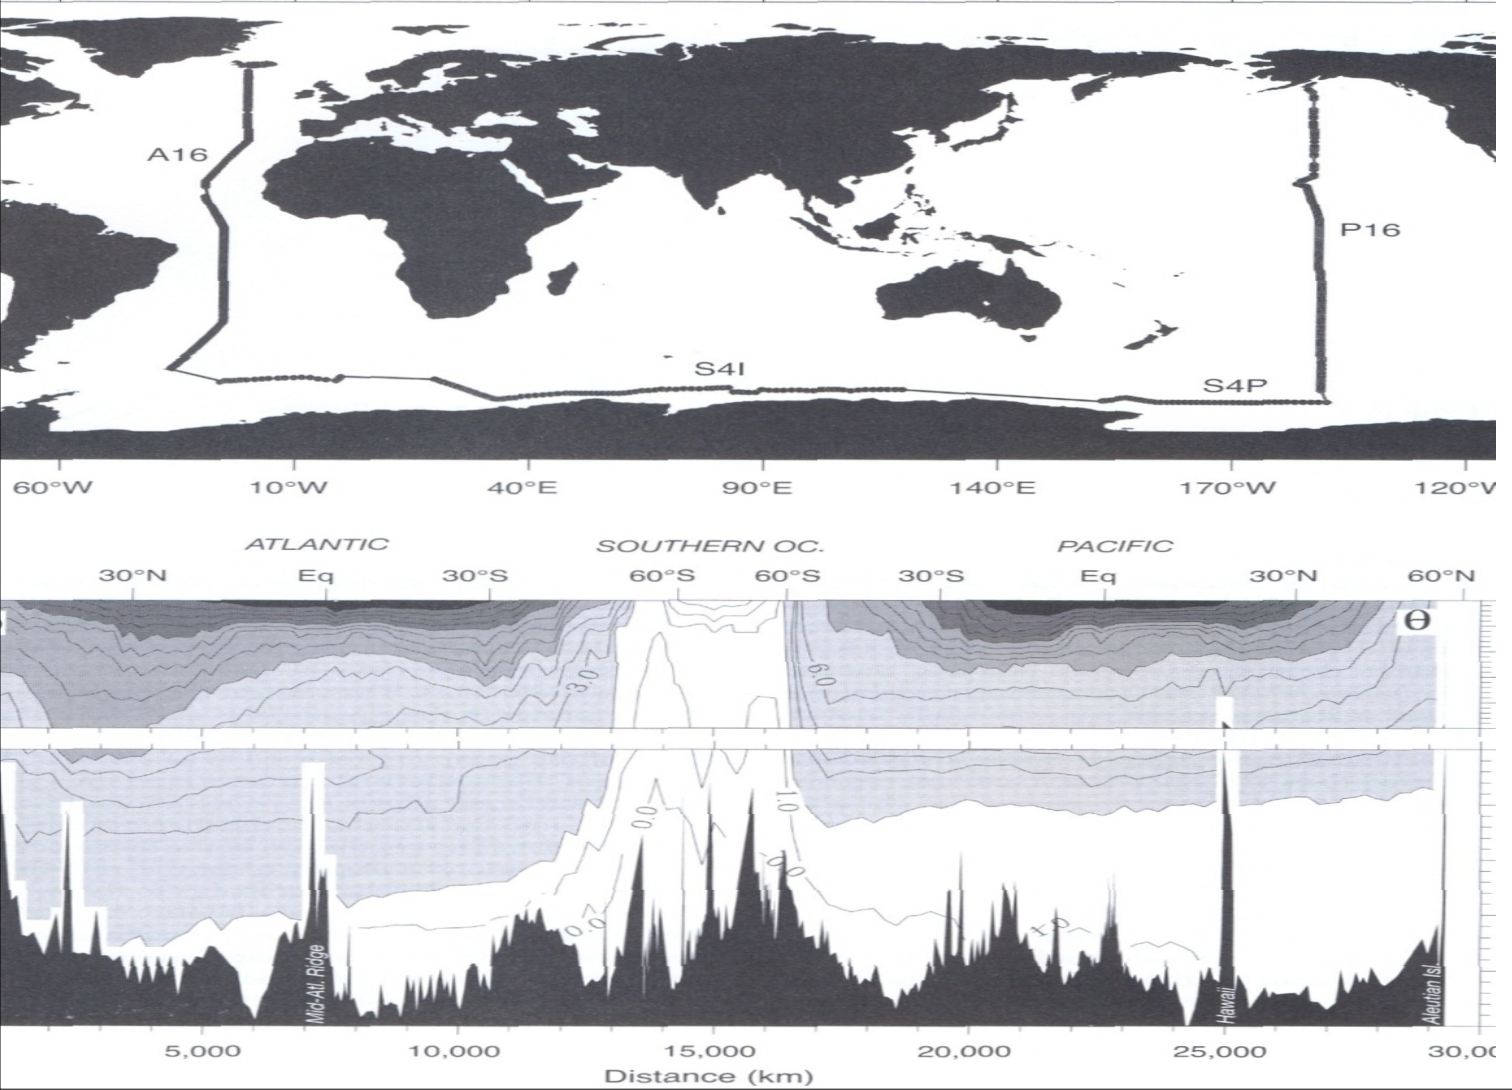 A16
P16
S4I
S4P
60°W 10°W 40°E 90°E 140°E 170°W 120°W
ATLANTIC SOUTHERN OC. PACIFIC
30°N Eq 30°S 60°S 60°S 30°S Eq 30°N 60°N
Θ
3.0
6.0
1.0
0.0
0.0
Mid-Atl. Ridge
Hawaii
Aleutian Isl.
5,000 10,000 15,000 20,000 25,000 30,00
Distance (km)